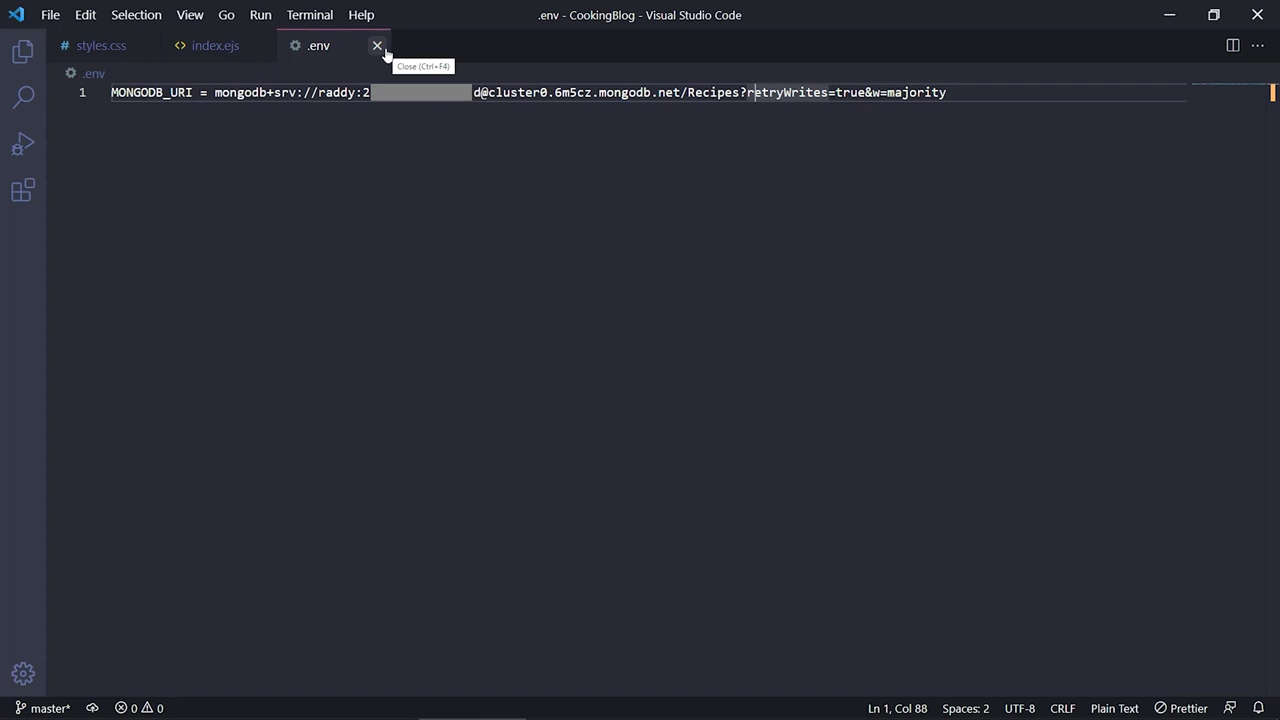 File Edit Selection View Go Run Terminal Help .env - CookingBlog - Visual Studio Code
# styles.css <> index.ejs .env
Close (Ctrl+F4)
.env
1 MONGODB_URI = mongodb+srv://raddy:2 d@cluster0.6m5cz.mongodb.net/Recipes?retryWrites=true&w=majority
master* 0 0 Ln 1, Col 88 Spaces: 2 UTF-8 CRLF Plain Text Prettier